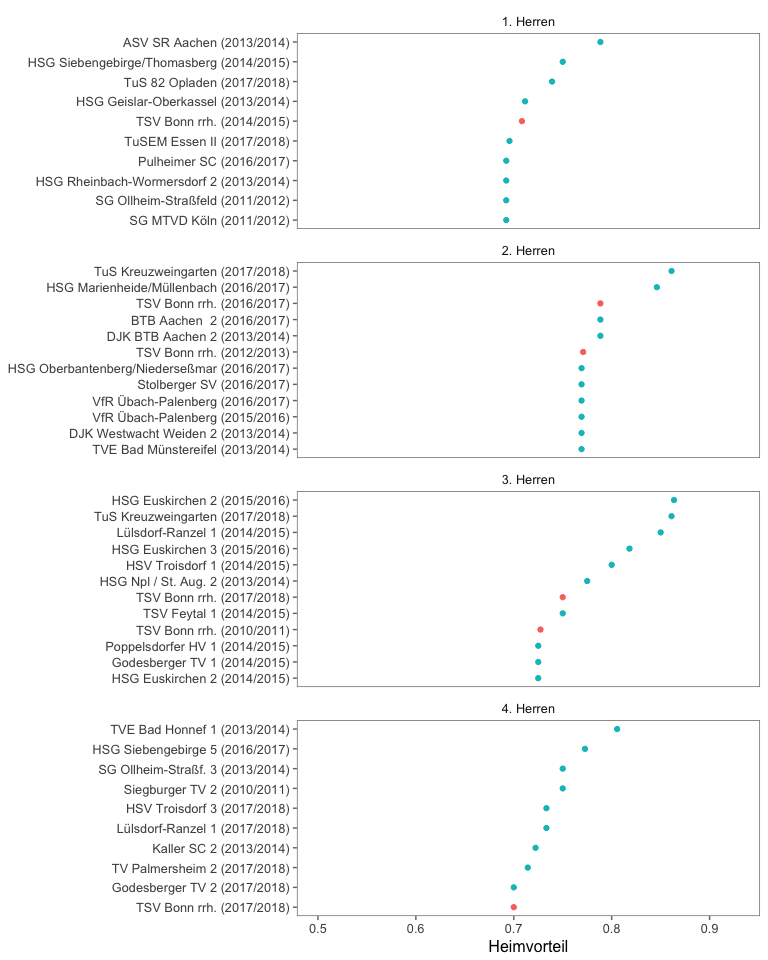 1. Herren
ASV SR Aachen (2013/2014)
HSG Siebengebirge/Thomasberg (2014/2015)
TuS 82 Opladen (2017/2018)
HSG Geislar-Oberkassel (2013/2014)
TSV Bonn rrh. (2014/2015)
TuSEM Essen II (2017/2018)
Pulheimer SC (2016/2017)
HSG Rheinbach-Wormersdorf 2 (2013/2014)
SG Ollheim-Straßfeld (2011/2012)
SG MTVD Köln (2011/2012)
2. Herren
TuS Kreuzweingarten (2017/2018)
HSG Marienheide/Müllenbach (2016/2017)
TSV Bonn rrh. (2016/2017)
BTB Aachen  2 (2016/2017)
DJK BTB Aachen 2 (2013/2014)
TSV Bonn rrh. (2012/2013)
HSG Oberbantenberg/Niederseßmar (2016/2017)
Stolberger SV (2016/2017)
VfR Übach-Palenberg (2016/2017)
VfR Übach-Palenberg (2015/2016)
DJK Westwacht Weiden 2 (2013/2014)
TVE Bad Münstereifel (2013/2014)
3. Herren
HSG Euskirchen 2 (2015/2016)
TuS Kreuzweingarten (2017/2018)
Lülsdorf-Ranzel 1 (2014/2015)
HSG Euskirchen 3 (2015/2016)
HSV Troisdorf 1 (2014/2015)
HSG Npl / St. Aug. 2 (2013/2014)
TSV Bonn rrh. (2017/2018)
TSV Feytal 1 (2014/2015)
TSV Bonn rrh. (2010/2011)
Poppelsdorfer HV 1 (2014/2015)
Godesberger TV 1 (2014/2015)
HSG Euskirchen 2 (2014/2015)
4. Herren
TVE Bad Honnef 1 (2013/2014)
HSG Siebengebirge 5 (2016/2017)
SG Ollheim-Straßf. 3 (2013/2014)
Siegburger TV 2 (2010/2011)
HSV Troisdorf 3 (2017/2018)
Lülsdorf-Ranzel 1 (2017/2018)
Kaller SC 2 (2013/2014)
TV Palmersheim 2 (2017/2018)
Godesberger TV 2 (2017/2018)
TSV Bonn rrh. (2017/2018)
0.5 0.6 0.7 0.8 0.9
Heimvorteil